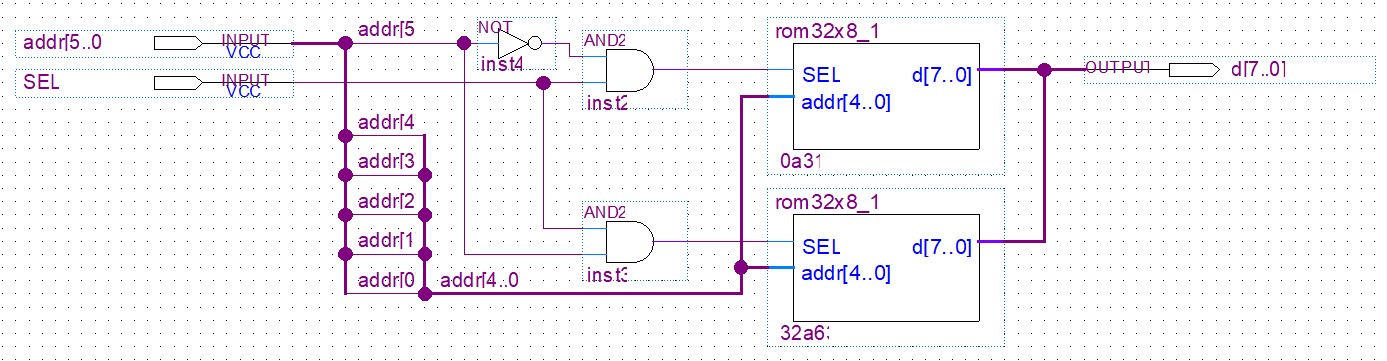 addr[5..0
INPUT
VCC
SEL
INPUT
VCC
addr[5
NOT
inst4
AND2
inst2
addr[4
addr[3
addr[2
addr[1
addr[0
addr[4..0
AND2
inst3
rom32x8_1
SEL
d[7..0]
addr[4..0]
0a31
rom32x8_1
SEL
d[7..0]
addr[4..0]
32a63
OUTPUT
d[7..0]